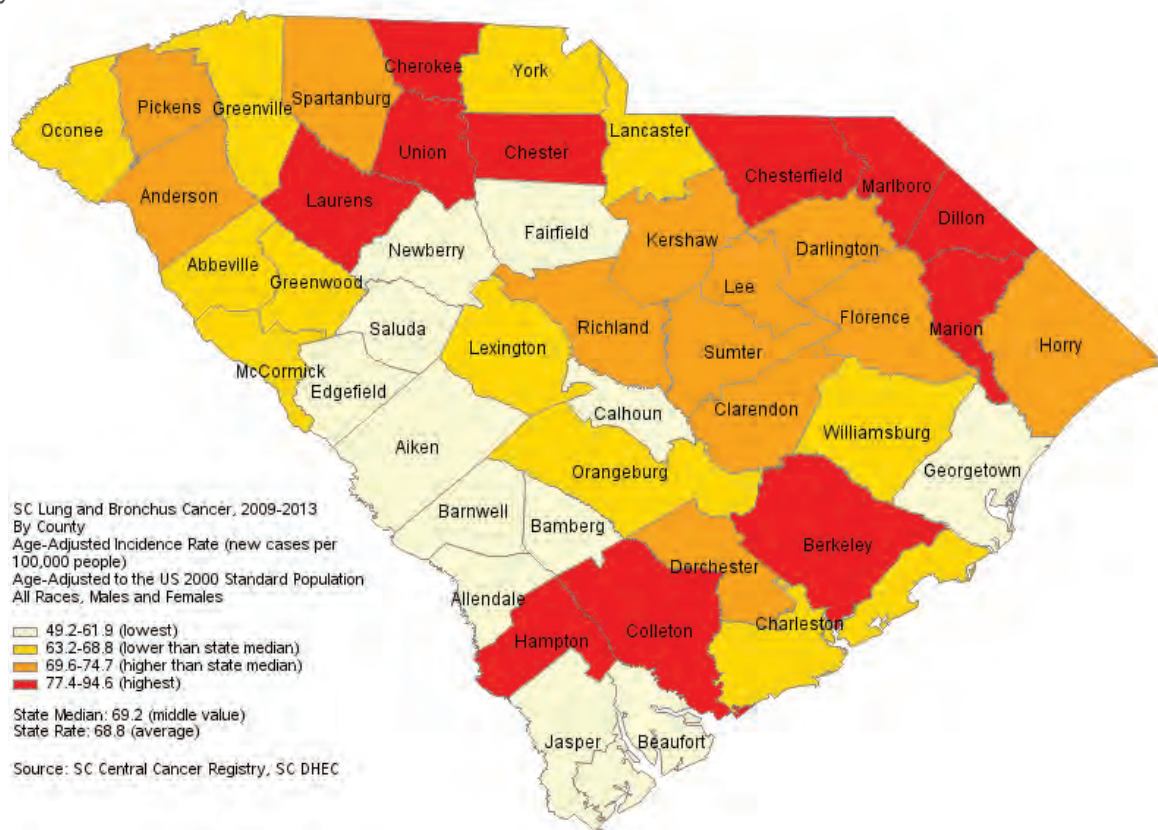 Cherokee
York
Spartanburg
Pickens
Greenville
Oconee
Lancaster
Union
Chester
Chesterfield
Marlboro
Anderson
Laurens
Dillon
Fairfield
Kershaw
Newberry
Darlington
Abbeville
Greenwood
Lee
Florence
Saluda
Richland
Marion
Lexington
Sumter
Horry
McCormick
Edgefield
Clarendon
Calhoun
Williamsburg
Aiken
Orangeburg
Georgetown
Barnwell
Bamberg
Berkeley
Dorchester
Allendale
Charleston
Hampton
Colleton
Jasper
Beaufort
SC Lung and Bronchus Cancer, 2009-2013
By County
Age-Adjusted Incidence Rate (new cases per
100,000 people)
Age-Adjusted to the US 2000 Standard Population
All Races, Males and Females
49.2-61.9 (lowest)
63.2-68.8 (lower than state median)
69.6-74.7 (higher than state median)
77.4-94.6 (highest)
State Median: 69.2 (middle value)
State Rate: 68.8 (average)
Source: SC Central Cancer Registry, SC DHEC